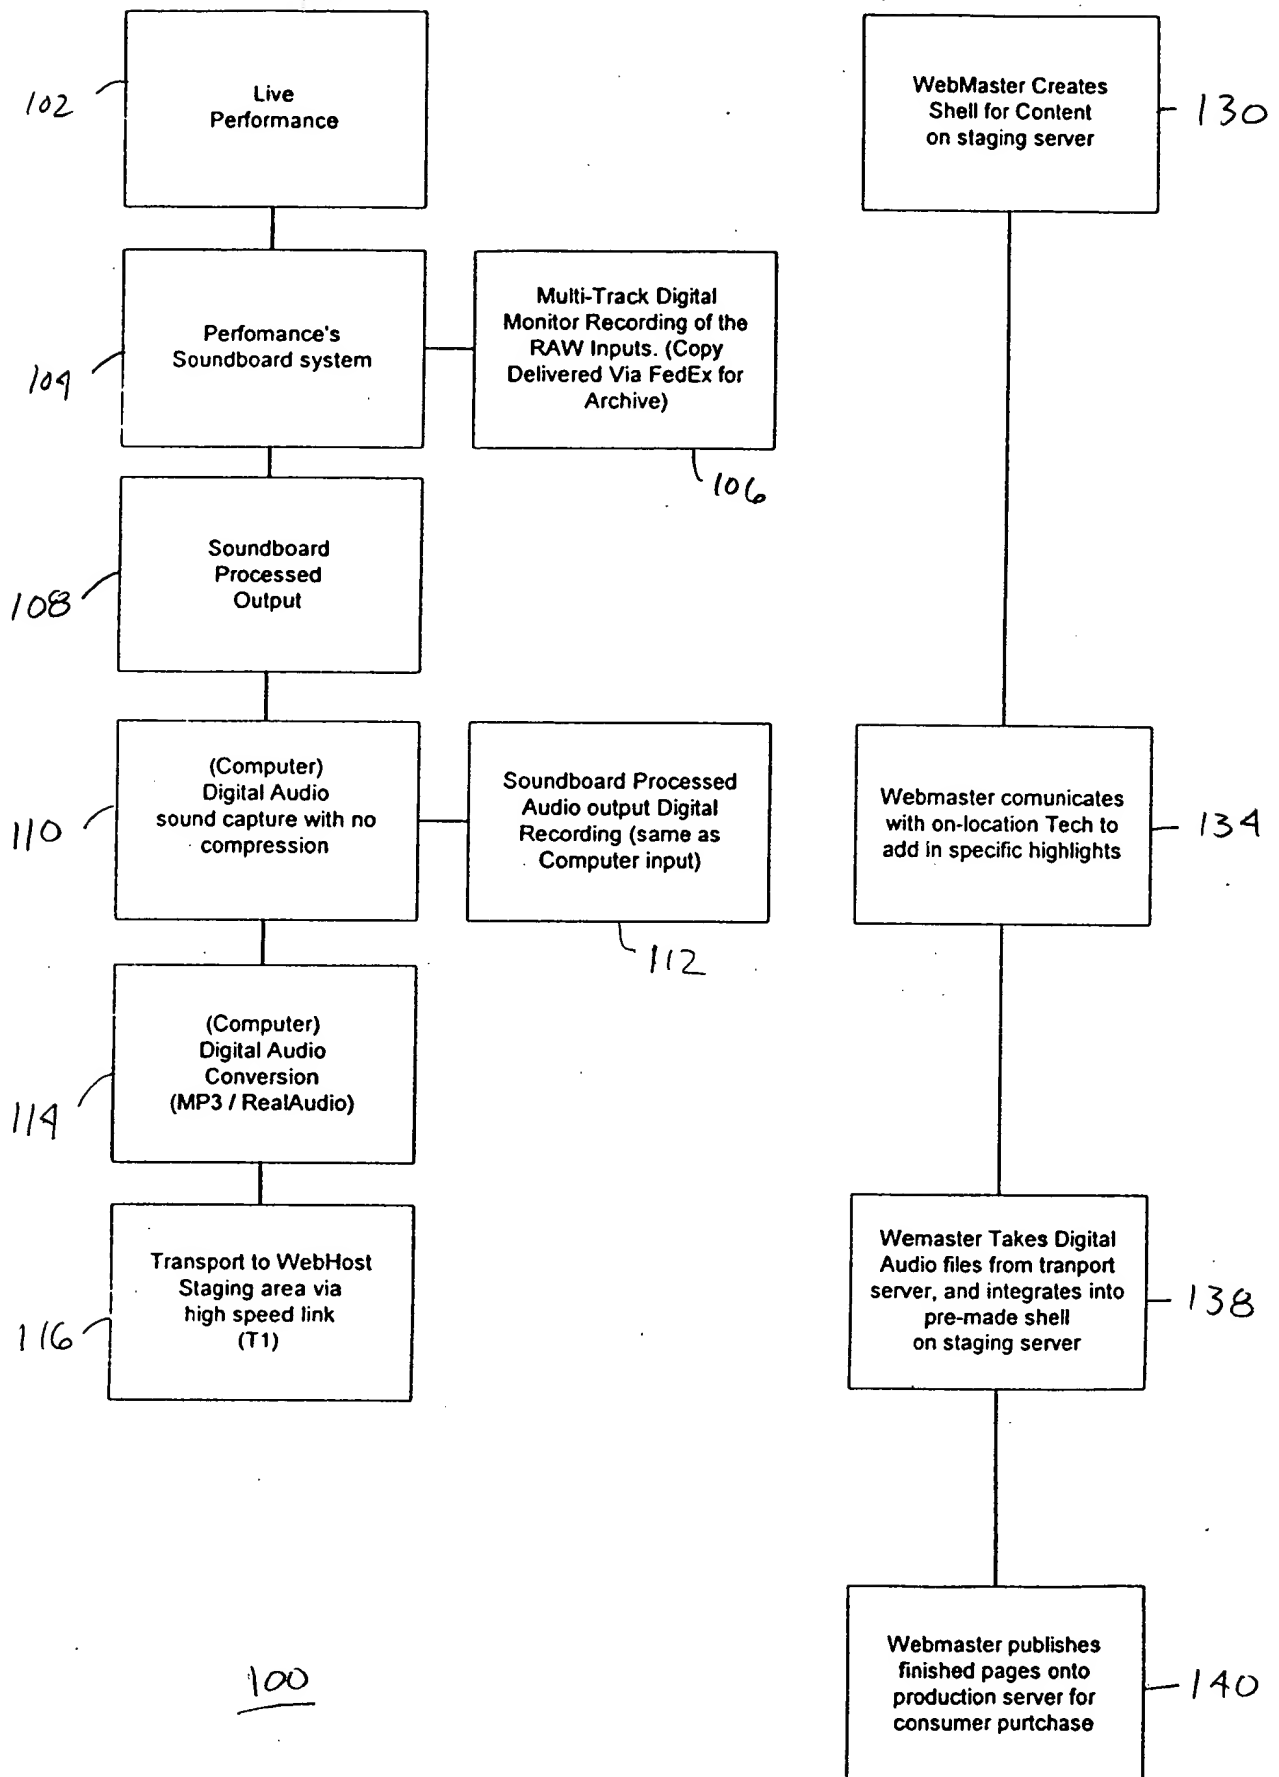 102
Live
Performance
104
Perfomance's
Soundboard system
Multi-Track Digital
Monitor Recording of the
RAW Inputs. (Copy
Delivered Via FedEx for
Archive)
106
108
Soundboard
Processed
Output
110
(Computer)
Digital Audio
sound capture with no
compression
Soundboard Processed
Audio output Digital
Recording (same as
Computer input)
112
114
(Computer)
Digital Audio
Conversion
(MP3 / RealAudio)
116
Transport to WebHost
Staging area via
high speed link
(T1)
100
WebMaster Creates
Shell for Content
on staging server
130
Webmaster comunicates
with on-location Tech to
add in specific highlights
134
Wemaster Takes Digital
Audio files from tranport
server, and integrates into
pre-made shell
on staging server
138
Webmaster publishes
finished pages onto
production server for
consumer purtchase
140